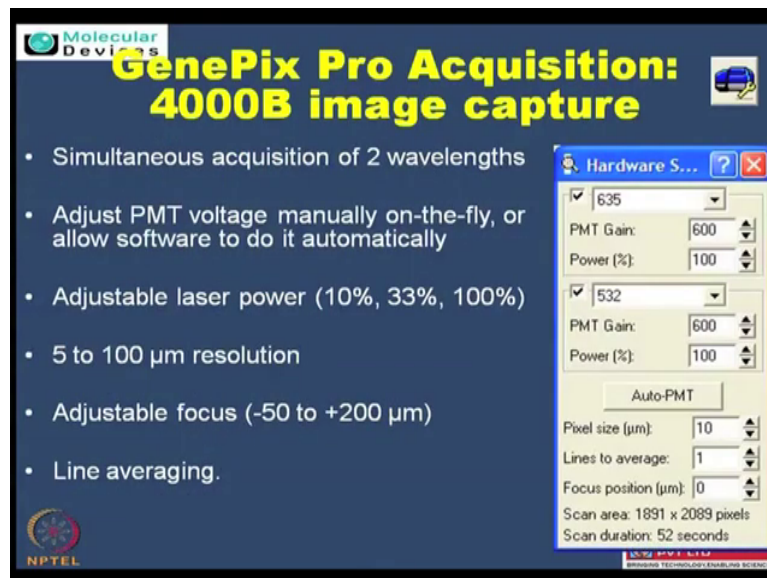 Molecular
Devices
GenePix Pro Acquisition:
4000B image capture
• Simultaneous acquisition of 2 wavelengths
• Adjust PMT voltage manually on-the-fly, or
allow software to do it automatically
• Adjustable laser power (10%, 33%, 100%)
• 5 to 100 µm resolution
• Adjustable focus (-50 to +200 µm)
• Line averaging.
Hardware S...
635
PMT Gain: 600
Power (%): 100
532
PMT Gain: 600
Power (%): 100
Auto-PMT
Pixel size (µm): 10
Lines to average: 1
Focus position (µm): 0
Scan area: 1891 x 2089 pixels
Scan duration: 52 seconds
NPTEL
PVT LTD
BRINGING TECHNOLOGY, ENABLING SCIENC